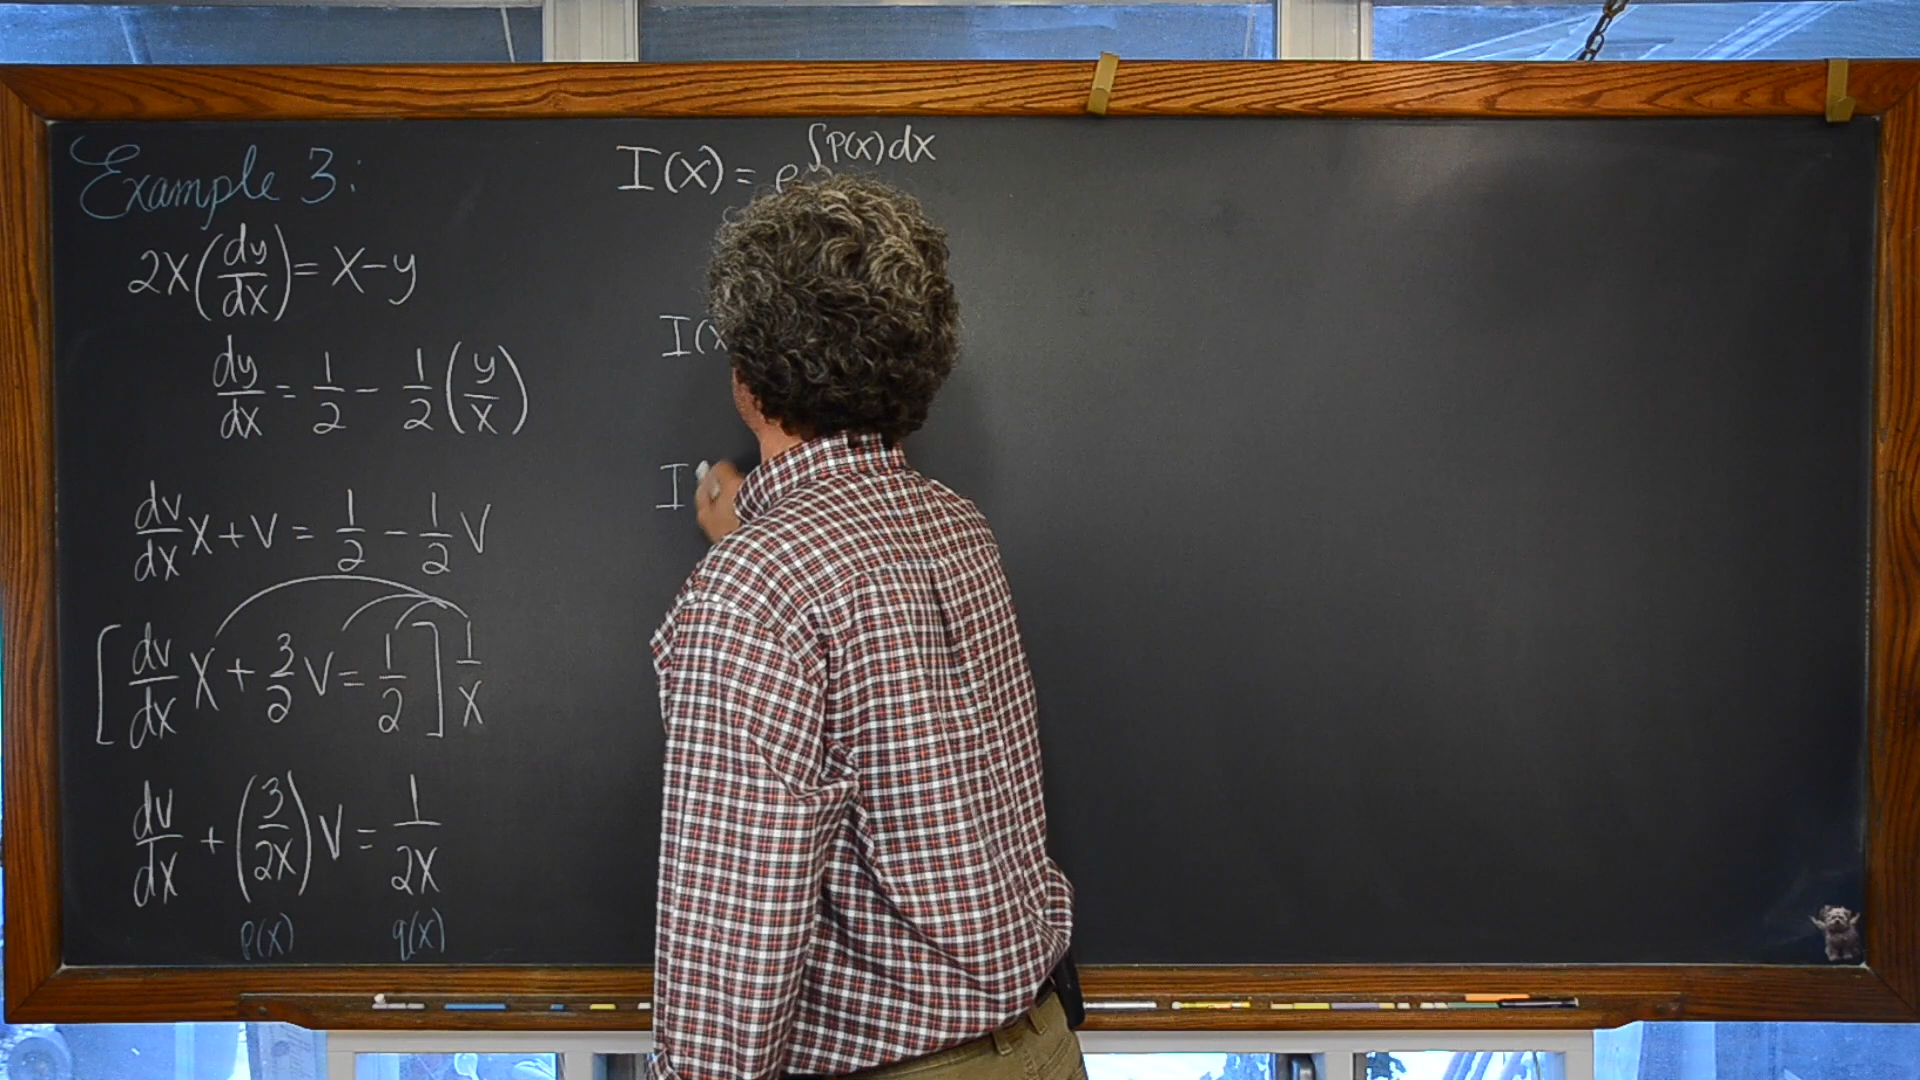 Example 3:
2x(dy/dx) = x-y
dy/dx = 1/2 - 1/2(y/x)
dv/dx x + v = 1/2 - 1/2 v
[dv/dx x + 3/2 v = 1/2] 1/x
dv/dx + (3/2x) v = 1/2x
p(x) q(x)
I(x) = e^∫p(x)dx
I(x
I